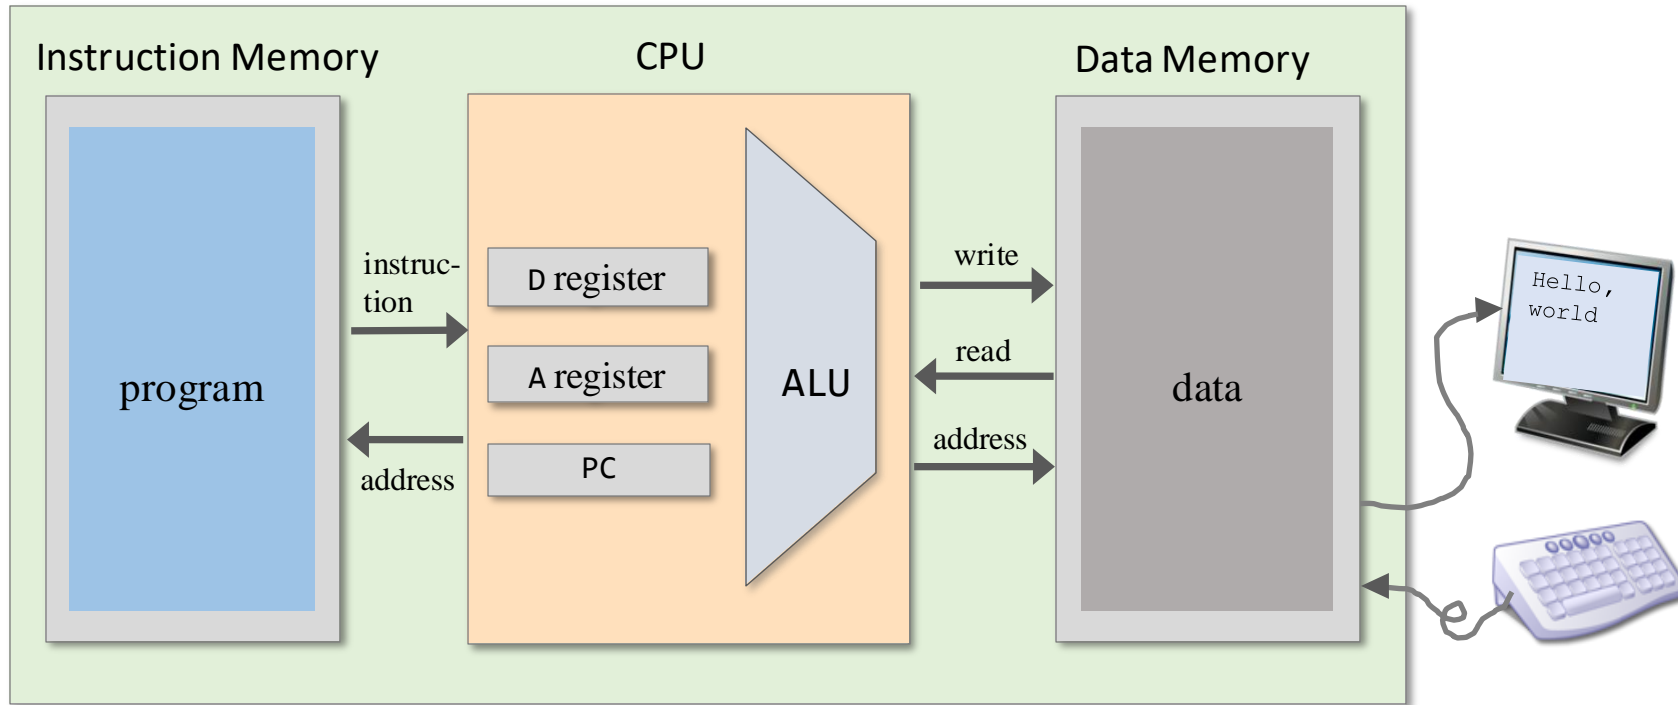 Instruction Memory
CPU
Data Memory
program
instruc-
tion
address
D register
A register
PC
ALU
write
read
address
data
Hello,
world